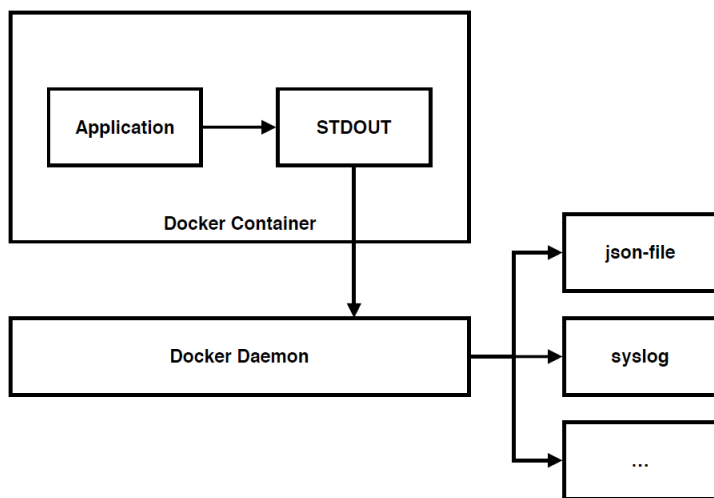 Application
STDOUT
Docker Container
json-file
Docker Daemon
syslog
...